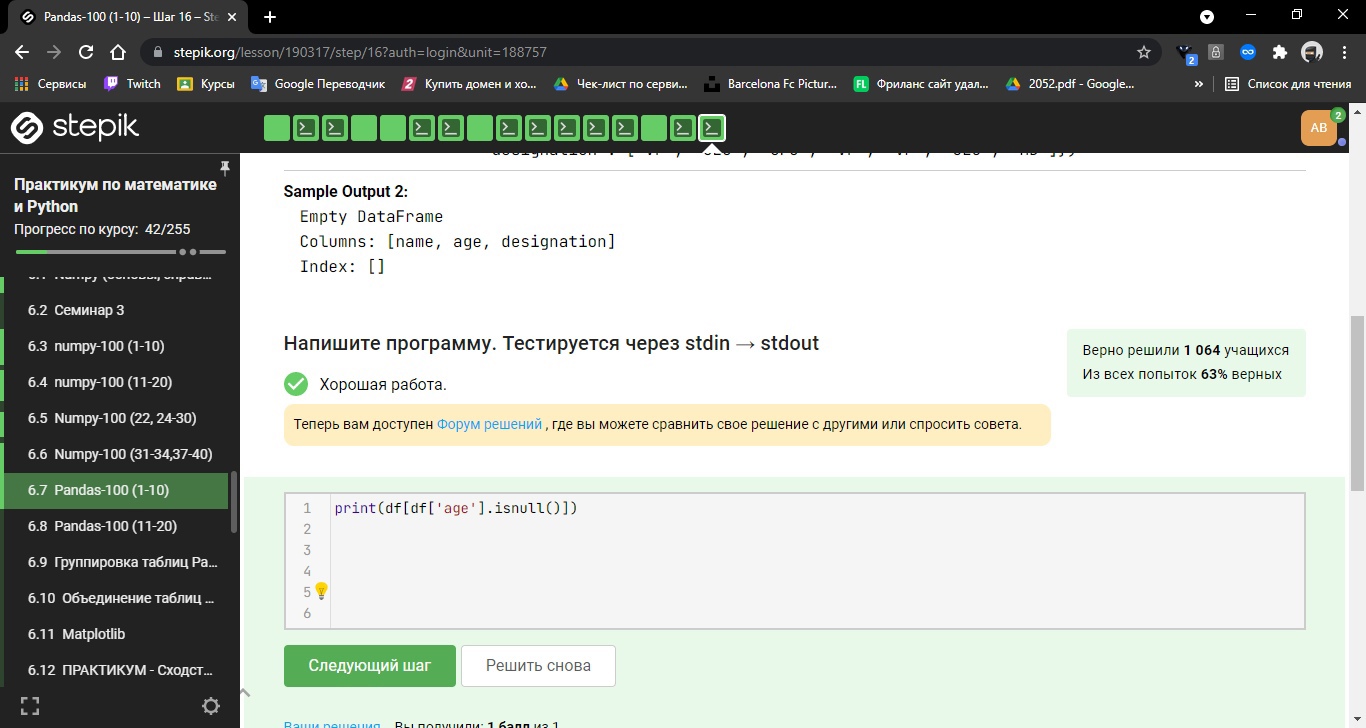 Pandas-100 (1-10) – Шаг 16 – Ste
stepik.org/lesson/190317/step/16?auth=login&unit=188757
2
Сервисы
Twitch
Курсы
Google Переводчик
Купить домен и хо...
Чек-лист по серви...
Barcelona Fc Pictur...
FL
Фриланс сайт удал...
2052.pdf - Google...
»
Список для чтения
stepik
AB
2
Практикум по математике
и Python
Прогресс по курсу: 42/255
6.2 Семинар 3
6.3 numpy-100 (1-10)
6.4 numpy-100 (11-20)
6.5 Numpy-100 (22, 24-30)
6.6 Numpy-100 (31-34,37-40)
6.7 Pandas-100 (1-10)
6.8 Pandas-100 (11-20)
6.9 Группировка таблиц Pa...
6.10 Объединение таблиц ...
6.11 Matplotlib
6.12 ПРАКТИКУМ - Сходст...
Sample Output 2:
Empty DataFrame
Columns: [name, age, designation]
Index: []
Напишите программу. Тестируется через stdin → stdout
Верно решили 1 064 учащихся
Из всех попыток 63% верных
Хорошая работа.
Теперь вам доступен Форум решений , где вы можете сравнить свое решение с другими или спросить совета.
1 print(df[df['age'].isnull()])
2
3
4
5
6
Следующий шаг
Решить снова
Ваши решения Вы получили: 1 балл из 1